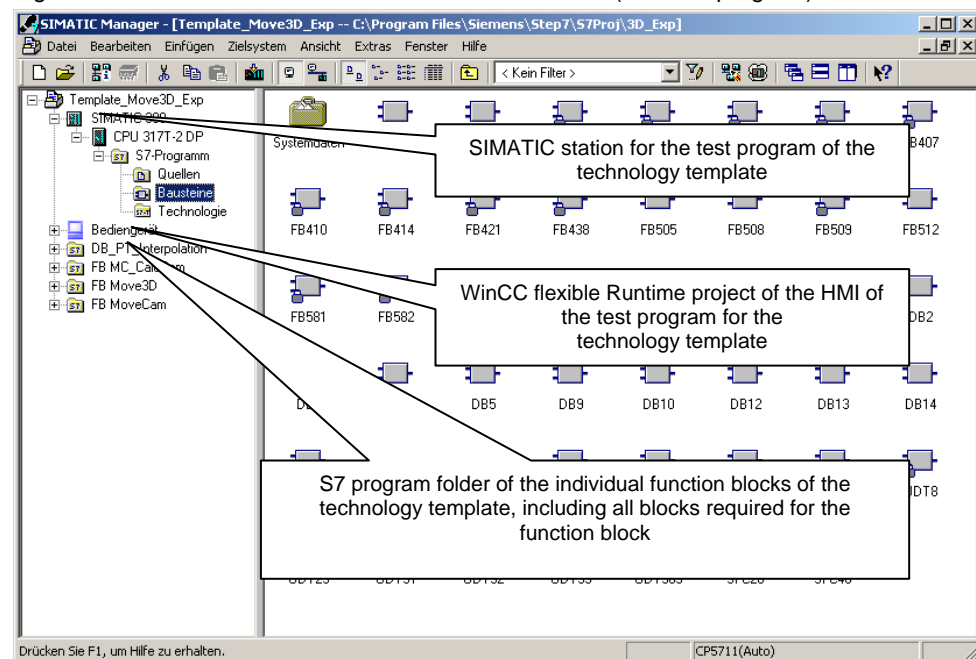 SIMATIC Manager - [Template_Move3D_Exp -- C:\Program Files\Siemens\Step7\S7Proj\3D_Exp]
Datei Bearbeiten Einfügen Zielsystem Ansicht Extras Fenster Hilfe
< Kein Filter >
Template_Move3D_Exp
SIMATIC 300
CPU 317T-2 DP
S7-Programm
Quellen
Bausteine
Technologie
Bediengerät
DB_PT_Interpolation
FB MC_CalcCam
FB Move3D
FB MoveCam
Systemdaten
B407
SIMATIC station for the test program of the
technology template
FB410 FB414 FB421 FB438 FB505 FB508 FB509 FB512
WinCC flexible Runtime project of the HMI of
the test program for the
technology template
FB581 FB582 DB2
DB5 DB9 DB10 DB12 DB13 DB14
S7 program folder of the individual function blocks of the
technology template, including all blocks required for the
function block
UDT8
Drücken Sie F1, um Hilfe zu erhalten.
CP5711(Auto)